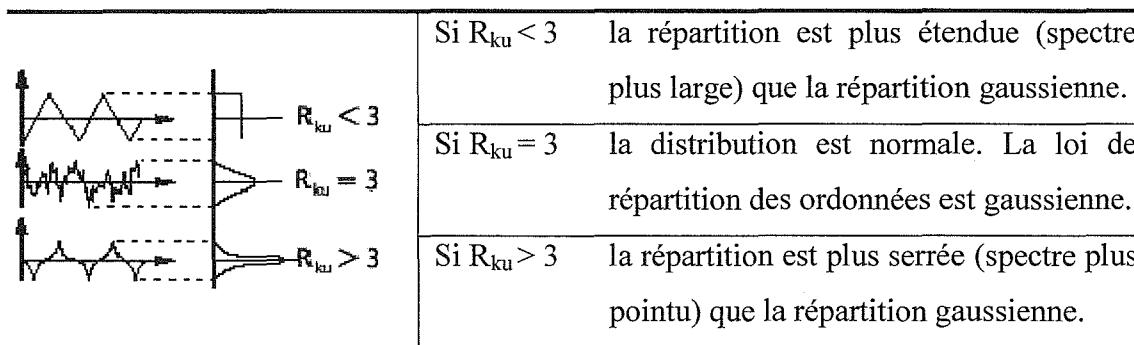 R_ku < 3
R_ku = 3
R_ku > 3
Si R_ku < 3 la répartition est plus étendue (spectre
plus large) que la répartition gaussienne.
Si R_ku = 3 la distribution est normale. La loi de
répartition des ordonnées est gaussienne.
Si R_ku > 3 la répartition est plus serrée (spectre plus
pointu) que la répartition gaussienne.